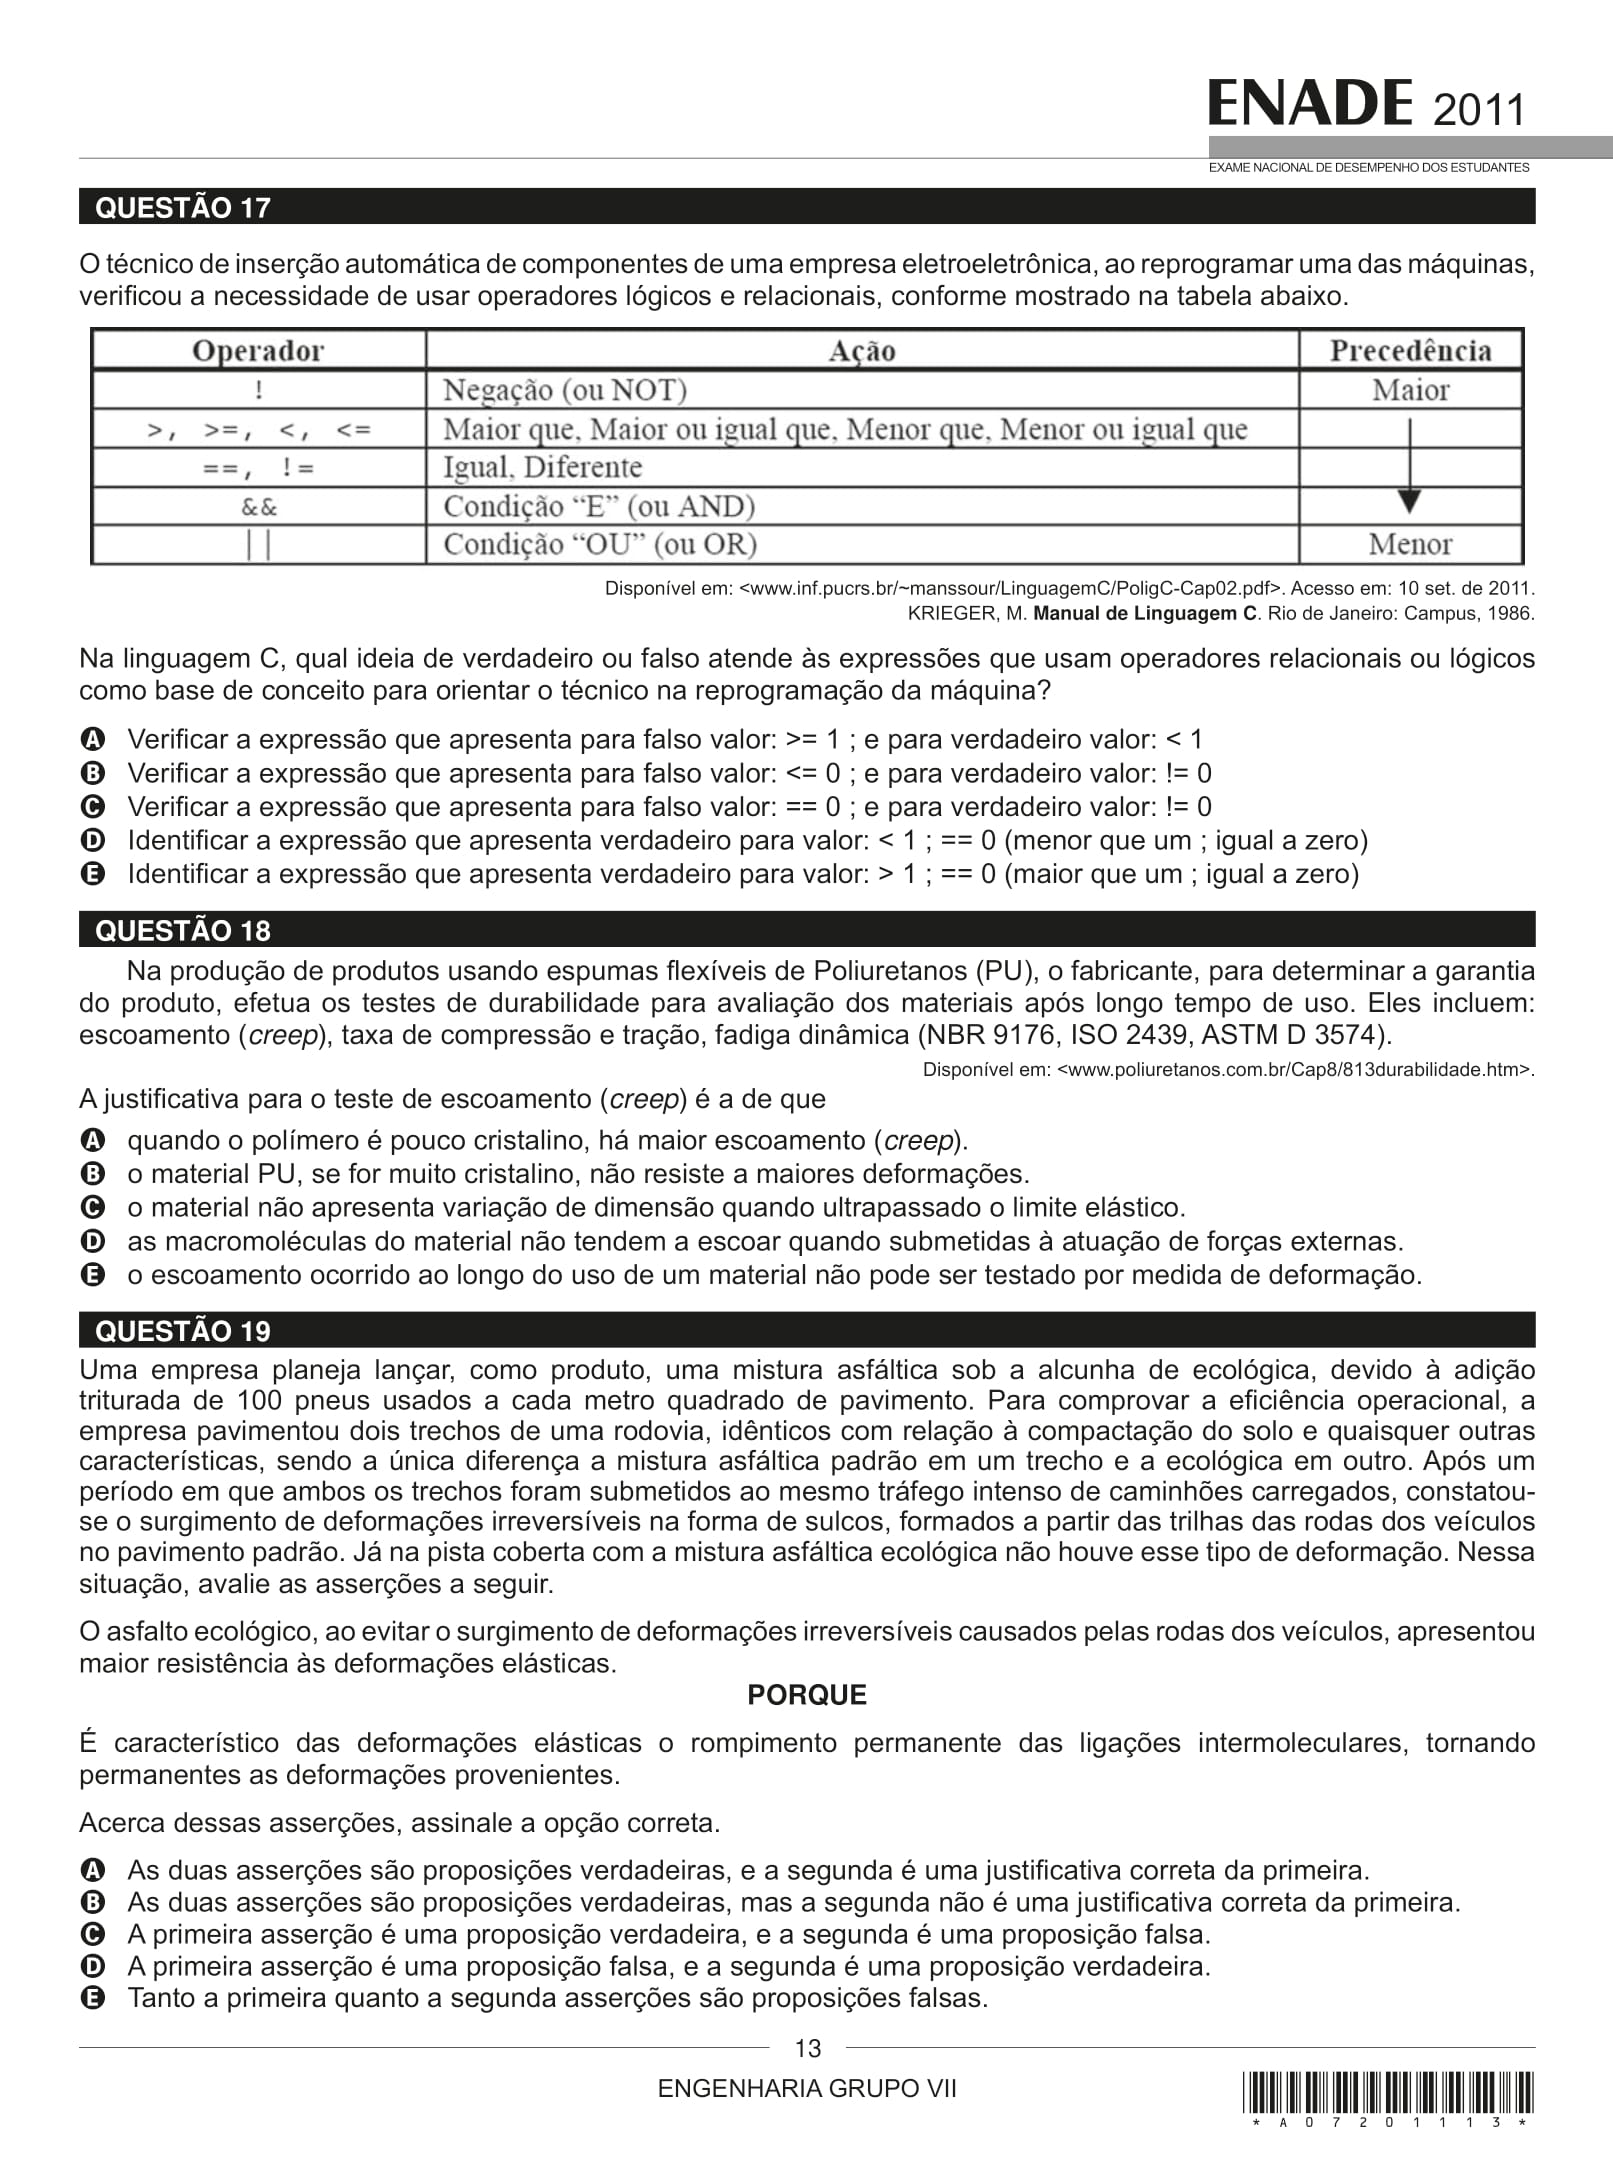 ENADE 2011
EXAME NACIONAL DE DESEMPENHO DOS ESTUDANTES
QUESTÃO 17
O técnico de inserção automática de componentes de uma empresa eletroeletrônica, ao reprogramar uma das máquinas,
verificou a necessidade de usar operadores lógicos e relacionais, conforme mostrado na tabela abaixo.
Operador Ação Precedência
! Negação (ou NOT) Maior
>, >=, <, <= Maior que, Maior ou igual que, Menor que, Menor ou igual que
==, != Igual, Diferente
&& Condição “E” (ou AND)
|| Condição “OU” (ou OR) Menor
Disponível em: <www.inf.pucrs.br/~manssour/LinguagemC/PoligC-Cap02.pdf>. Acesso em: 10 set. de 2011.
KRIEGER, M. Manual de Linguagem C. Rio de Janeiro: Campus, 1986.
Na linguagem C, qual ideia de verdadeiro ou falso atende às expressões que usam operadores relacionais ou lógicos
como base de conceito para orientar o técnico na reprogramação da máquina?
A Verificar a expressão que apresenta para falso valor: >= 1 ; e para verdadeiro valor: < 1
B Verificar a expressão que apresenta para falso valor: <= 0 ; e para verdadeiro valor: != 0
C Verificar a expressão que apresenta para falso valor: == 0 ; e para verdadeiro valor: != 0
D Identificar a expressão que apresenta verdadeiro para valor: < 1 ; == 0 (menor que um ; igual a zero)
E Identificar a expressão que apresenta verdadeiro para valor: > 1 ; == 0 (maior que um ; igual a zero)
QUESTÃO 18
Na produção de produtos usando espumas flexíveis de Poliuretanos (PU), o fabricante, para determinar a garantia
do produto, efetua os testes de durabilidade para avaliação dos materiais após longo tempo de uso. Eles incluem:
escoamento (creep), taxa de compressão e tração, fadiga dinâmica (NBR 9176, ISO 2439, ASTM D 3574).
Disponível em: <www.poliuretanos.com.br/Cap8/813durabilidade.htm>.
A justificativa para o teste de escoamento (creep) é a de que
A quando o polímero é pouco cristalino, há maior escoamento (creep).
B o material PU, se for muito cristalino, não resiste a maiores deformações.
C o material não apresenta variação de dimensão quando ultrapassado o limite elástico.
D as macromoléculas do material não tendem a escoar quando submetidas à atuação de forças externas.
E o escoamento ocorrido ao longo do uso de um material não pode ser testado por medida de deformação.
QUESTÃO 19
Uma empresa planeja lançar, como produto, uma mistura asfáltica sob a alcunha de ecológica, devido à adição
triturada de 100 pneus usados a cada metro quadrado de pavimento. Para comprovar a eficiência operacional, a
empresa pavimentou dois trechos de uma rodovia, idênticos com relação à compactação do solo e quaisquer outras
características, sendo a única diferença a mistura asfáltica padrão em um trecho e a ecológica em outro. Após um
período em que ambos os trechos foram submetidos ao mesmo tráfego intenso de caminhões carregados, constatou-
se o surgimento de deformações irreversíveis na forma de sulcos, formados a partir das trilhas das rodas dos veículos
no pavimento padrão. Já na pista coberta com a mistura asfáltica ecológica não houve esse tipo de deformação. Nessa
situação, avalie as asserções a seguir.
O asfalto ecológico, ao evitar o surgimento de deformações irreversíveis causados pelas rodas dos veículos, apresentou
maior resistência às deformações elásticas.
PORQUE
É característico das deformações elásticas o rompimento permanente das ligações intermoleculares, tornando
permanentes as deformações provenientes.
Acerca dessas asserções, assinale a opção correta.
A As duas asserções são proposições verdadeiras, e a segunda é uma justificativa correta da primeira.
B As duas asserções são proposições verdadeiras, mas a segunda não é uma justificativa correta da primeira.
C A primeira asserção é uma proposição verdadeira, e a segunda é uma proposição falsa.
D A primeira asserção é uma proposição falsa, e a segunda é uma proposição verdadeira.
E Tanto a primeira quanto a segunda asserções são proposições falsas.
13
ENGENHARIA GRUPO VII
* A 0 7 2 0 1 1 1 3 *